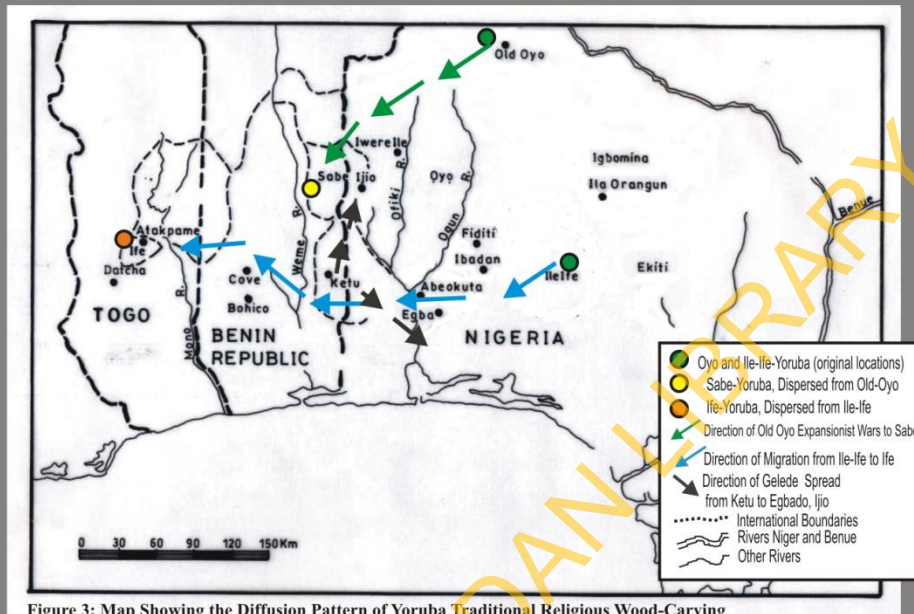 Old Oyo
Iwerelle
Igbomina
Sabe
Ijio
Ofiki
R.
Oyo
R.
Ila Orangun
Benue
R.
Weme
Ogun
Fiditi
Atakpame
Ife
Datcha
Cove
Ibadan
IleIfe
Ekiti
Ketu
Abeokuta
R.
Bohico
Egba
TOGO
Mono
BENIN
REPUBLIC
NIGERIA
Oyo and Ile-Ife-Yoruba (original locations)
Sabe-Yoruba, Dispersed from Old-Oyo
Ife-Yoruba, Dispersed from Ile-Ife
Direction of Old Oyo Expansionist Wars to Sabe
Direction of Migration from Ile-Ife to Ife
Direction of Gelede Spread
from Ketu to Egbado, Ijio
International Boundaries
Rivers Niger and Benue
Other Rivers
0 30 60 90 120 150 Km
DAN LIBRARY
Figure 3: Map Showing the Diffusion Pattern of Yoruba Traditional Religious Wood-Carving